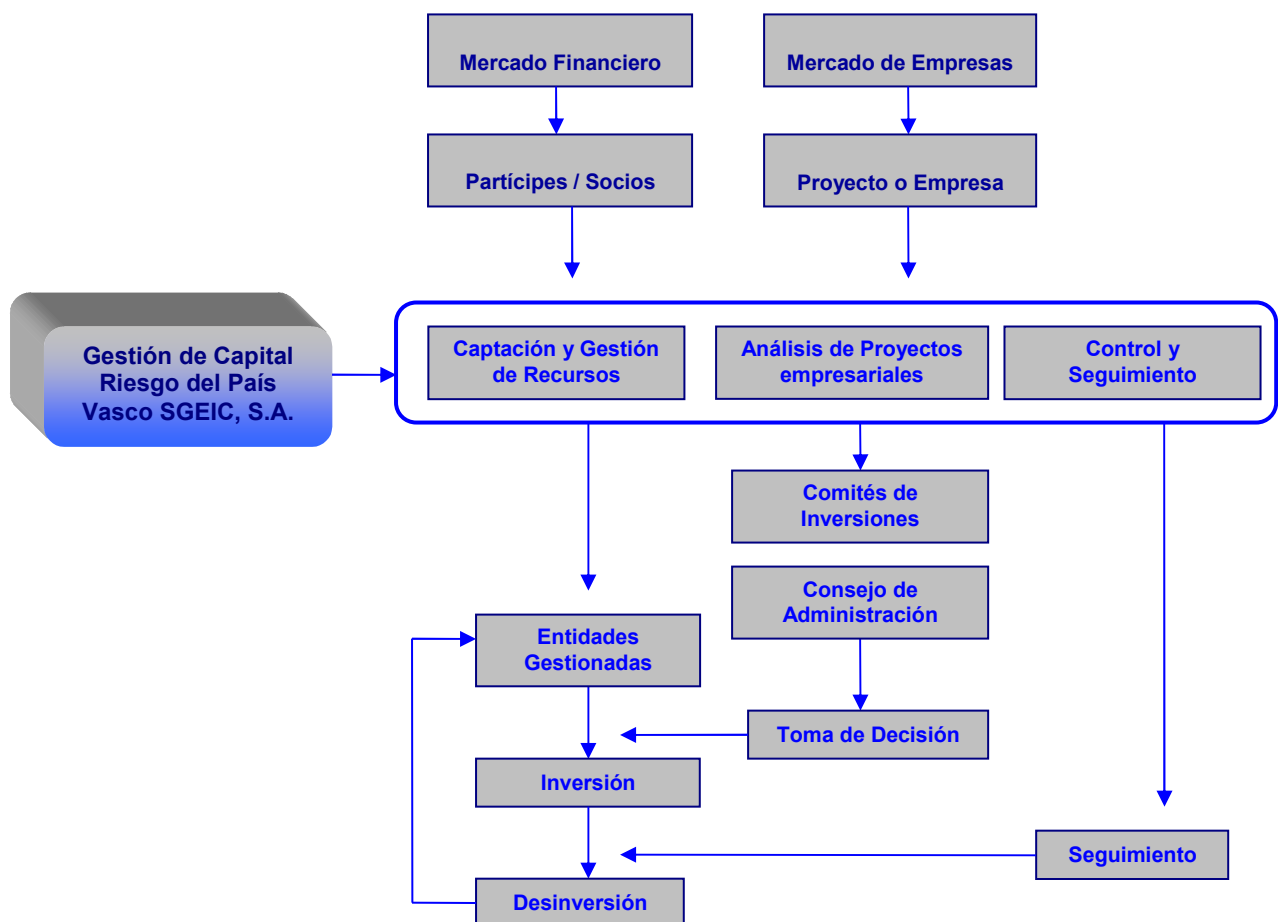 Mercado Financiero
Mercado de Empresas
Partícipes / Socios
Proyecto o Empresa
Gestión de Capital
Riesgo del País
Vasco SGEIC, S.A.
Captación y Gestión
de Recursos
Análisis de Proyectos
empresariales
Control y
Seguimiento
Comités de
Inversiones
Consejo de
Administración
Entidades
Gestionadas
Toma de Decisión
Inversión
Seguimiento
Desinversión